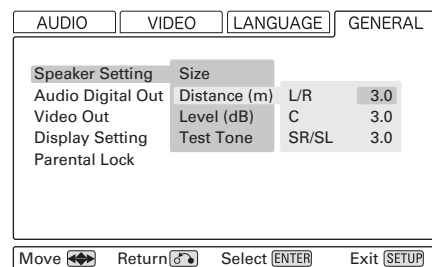 AUDIO VIDEO LANGUAGE GENERAL
Speaker Setting Size
Audio Digital Out Distance (m) L/R 3.0
Video Out Level (dB) C 3.0
Display Setting Test Tone SR/SL 3.0
Parental Lock
Move Return Select ENTER Exit SETUP